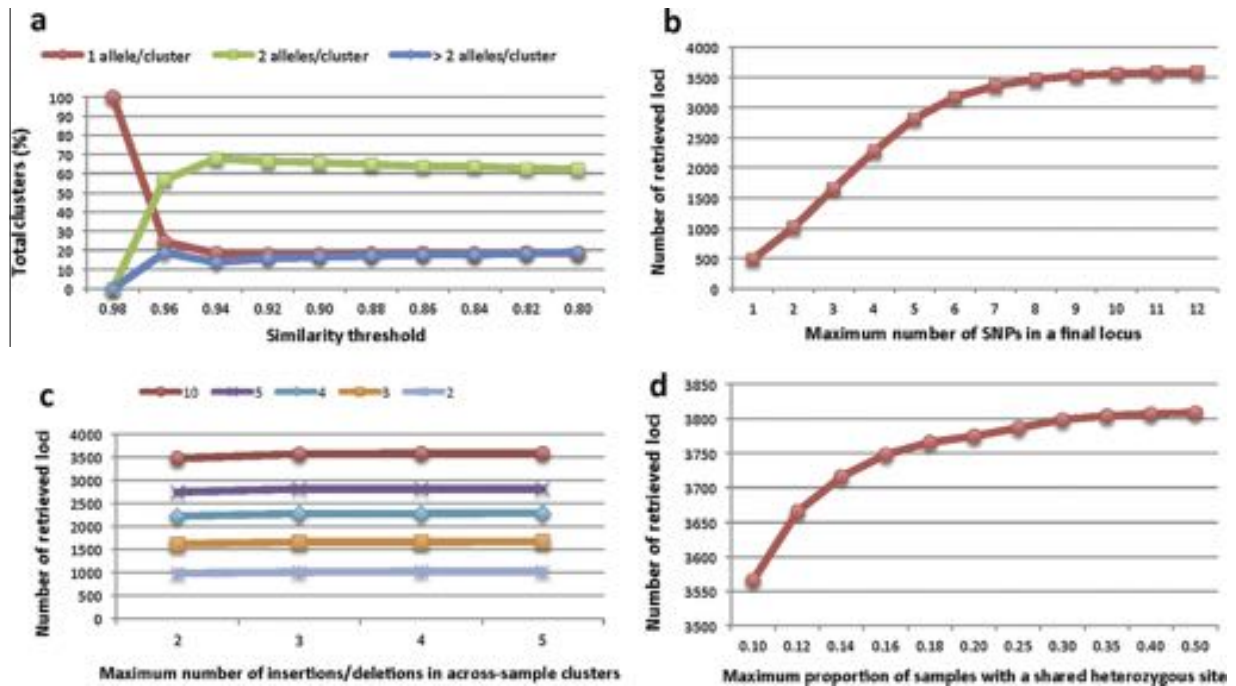 a
1 allele/cluster 2 alleles/cluster > 2 alleles/cluster
Total clusters (%)
100
90
80
70
60
50
40
30
20
10
0
0.98 0.96 0.94 0.92 0.90 0.88 0.86 0.84 0.82 0.80
Similarity threshold
b
Number of retrieved loci
4000
3500
3000
2500
2000
1500
1000
500
0
1 2 3 4 5 6 7 8 9 10 11 12
Maximum number of SNPs in a final locus
c
10 5 4 3 2
Number of retrieved loci
4000
3500
3000
2500
2000
1500
1000
500
0
2 3 4 5
Maximum number of insertions/deletions in across-sample clusters
d
Number of retrieved loci
3850
3800
3750
3700
3650
3600
3550
3500
0.10 0.12 0.14 0.16 0.18 0.20 0.25 0.30 0.35 0.40 0.50
Maximum proportion of samples with a shared heterozygous site